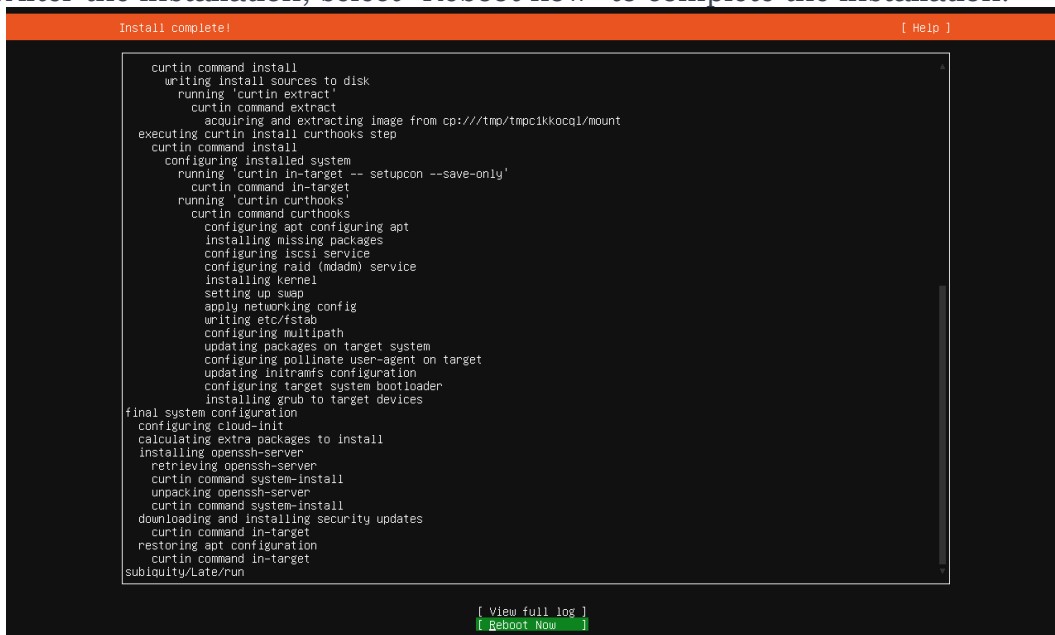 After the installation, select "Reboot now" to complete the installation.
Install complete!
[ Help ]
curtin command install
writing install sources to disk
running 'curtin extract'
curtin command extract
acquiring and extracting image from cp:///tmp/tmpc1kkocql/mount
executing curtin install curthooks step
curtin command install
configuring installed system
running 'curtin in-target -- setupcon --save-only'
curtin command in-target
running 'curtin curthooks'
curtin command curthooks
configuring apt configuring apt
installing missing packages
configuring iscsi service
configuring raid (mdadm) service
installing kernel
setting up swap
apply networking config
writing etc/fstab
configuring multipath
updating packages on target system
configuring pollinate user-agent on target
updating initramfs configuration
configuring target system bootloader
installing grub to target devices
final system configuration
configuring cloud-init
calculating extra packages to install
installing openssh-server
retrieving openssh-server
curtin command system-install
unpacking openssh-server
curtin command system-install
downloading and installing security updates
curtin command in-target
restoring apt configuration
curtin command in-target
subiquity/Late/run
[ View full log ]
[ Reboot Now ]